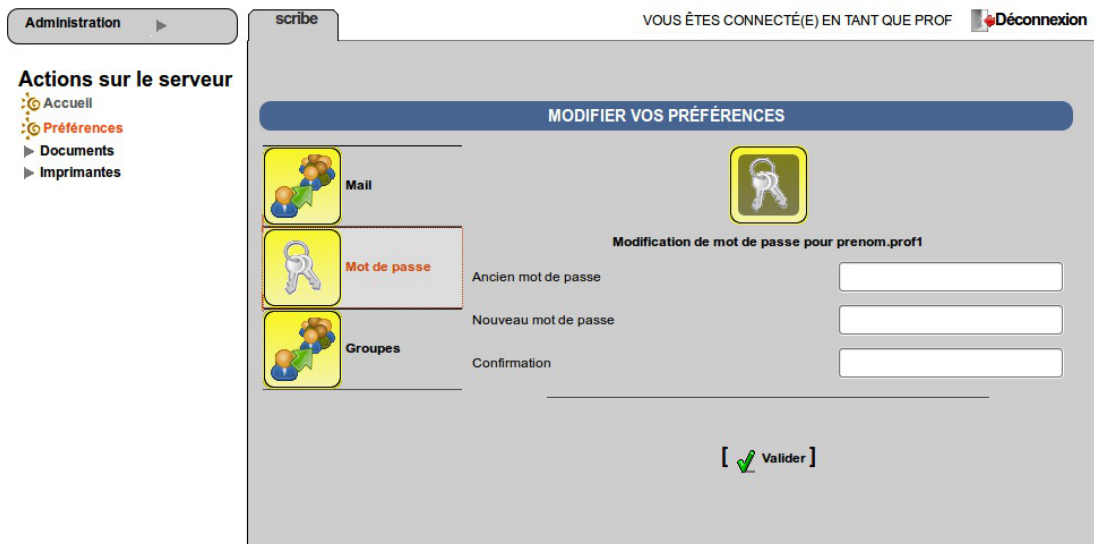 Administration
scribe
VOUS ÊTES CONNECTÉ(E) EN TANT QUE PROF
Déconnexion
Actions sur le serveur
Accueil
Préférences
Documents
Imprimantes
MODIFIER VOS PRÉFÉRENCES
Mail
Mot de passe
Groupes
Modification de mot de passe pour prenom.prof1
Ancien mot de passe
Nouveau mot de passe
Confirmation
[ Valider ]